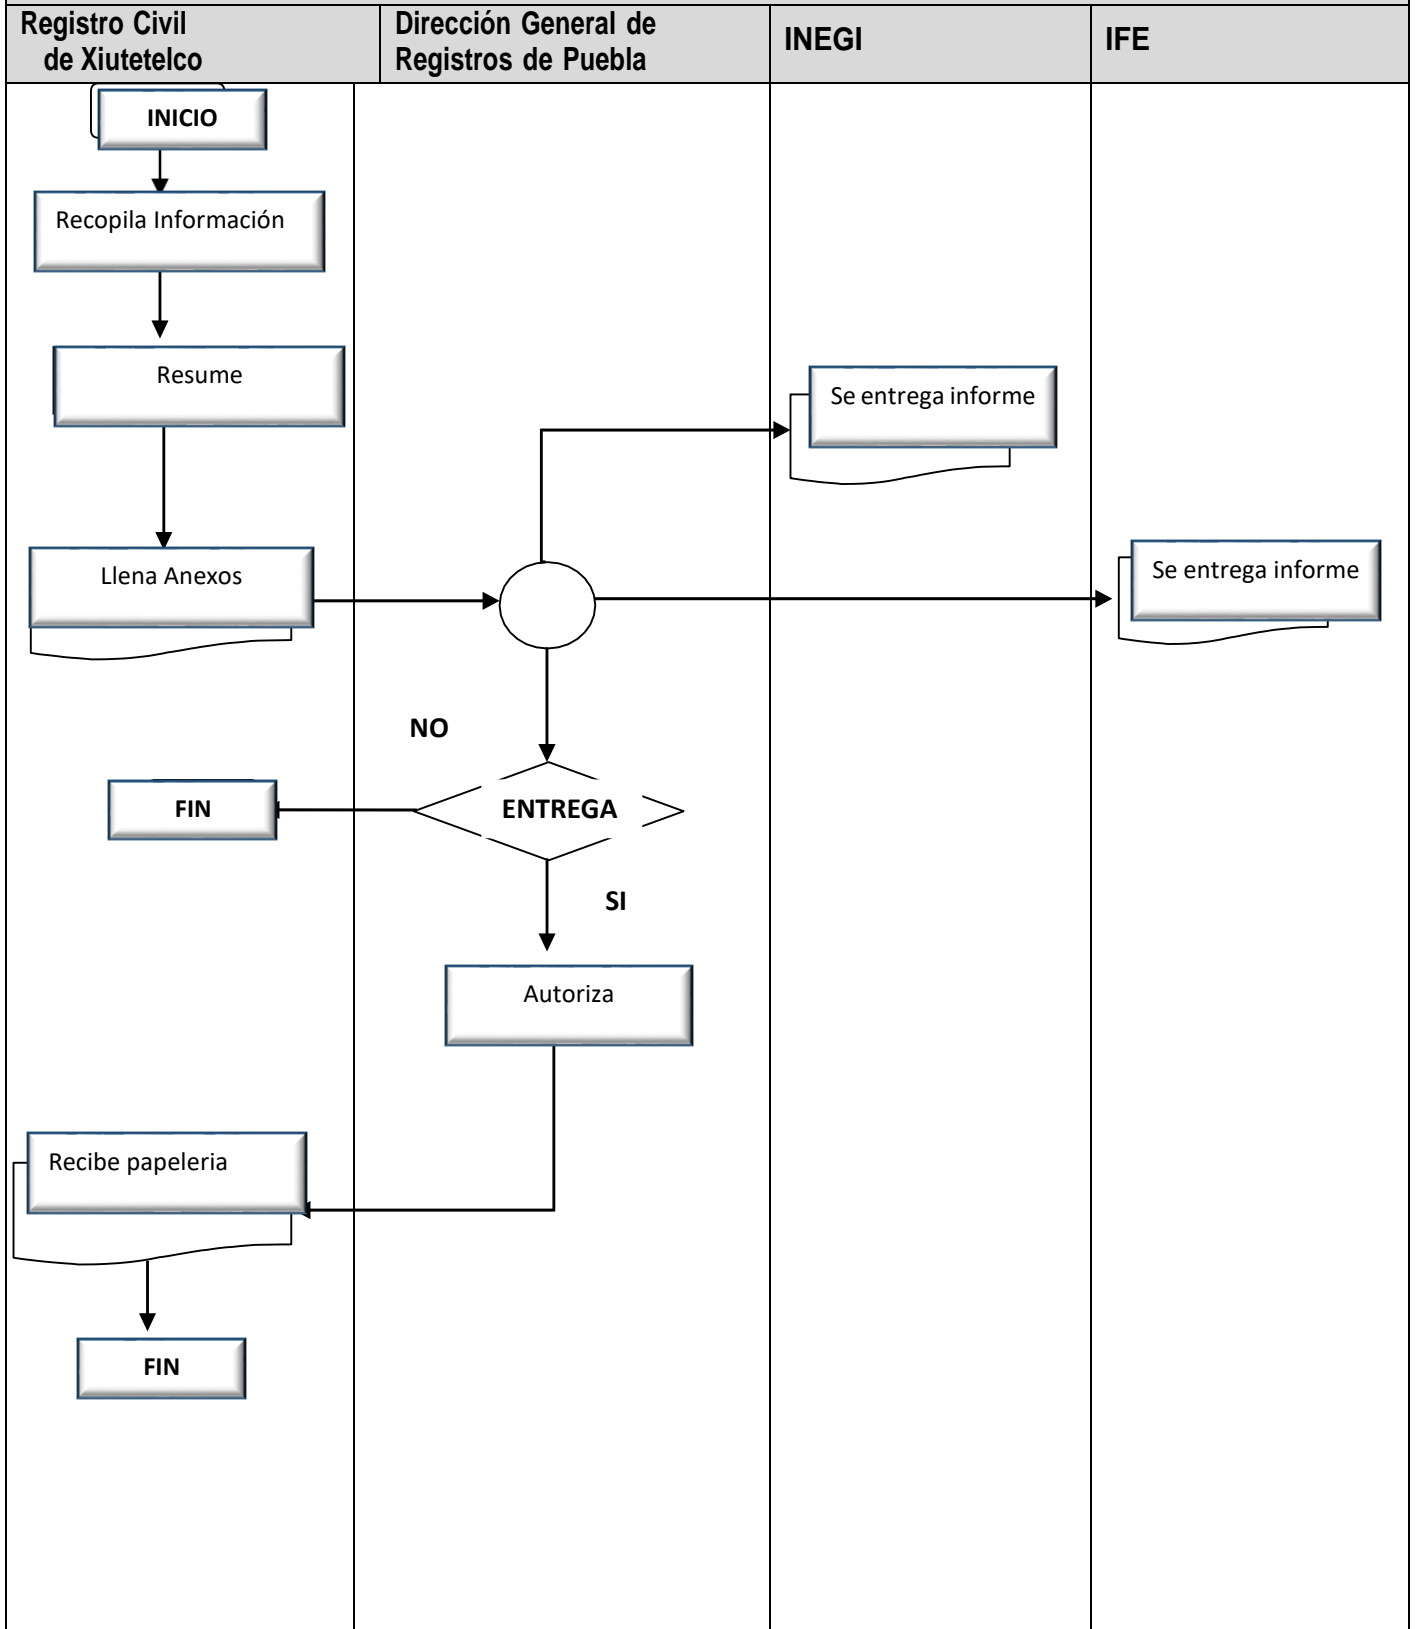 Registro Civil
de Xiutetelco
Dirección General de
Registros de Puebla
INEGI
IFE
INICIO
Recopila Información
Resume
Se entrega informe
Llena Anexos
Se entrega informe
NO
FIN
ENTREGA
SI
Autoriza
Recibe papeleria
FIN